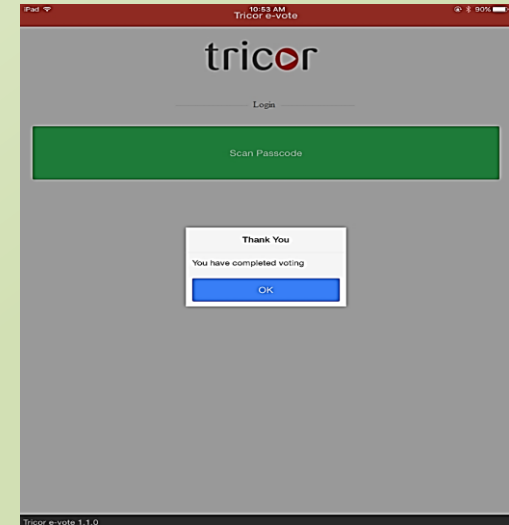 iPad 10:53 AM 90%
Tricor e-vote
tricor
Login
Scan Passcode
Thank You
You have completed voting
OK
Tricor e-vote 1.1.0